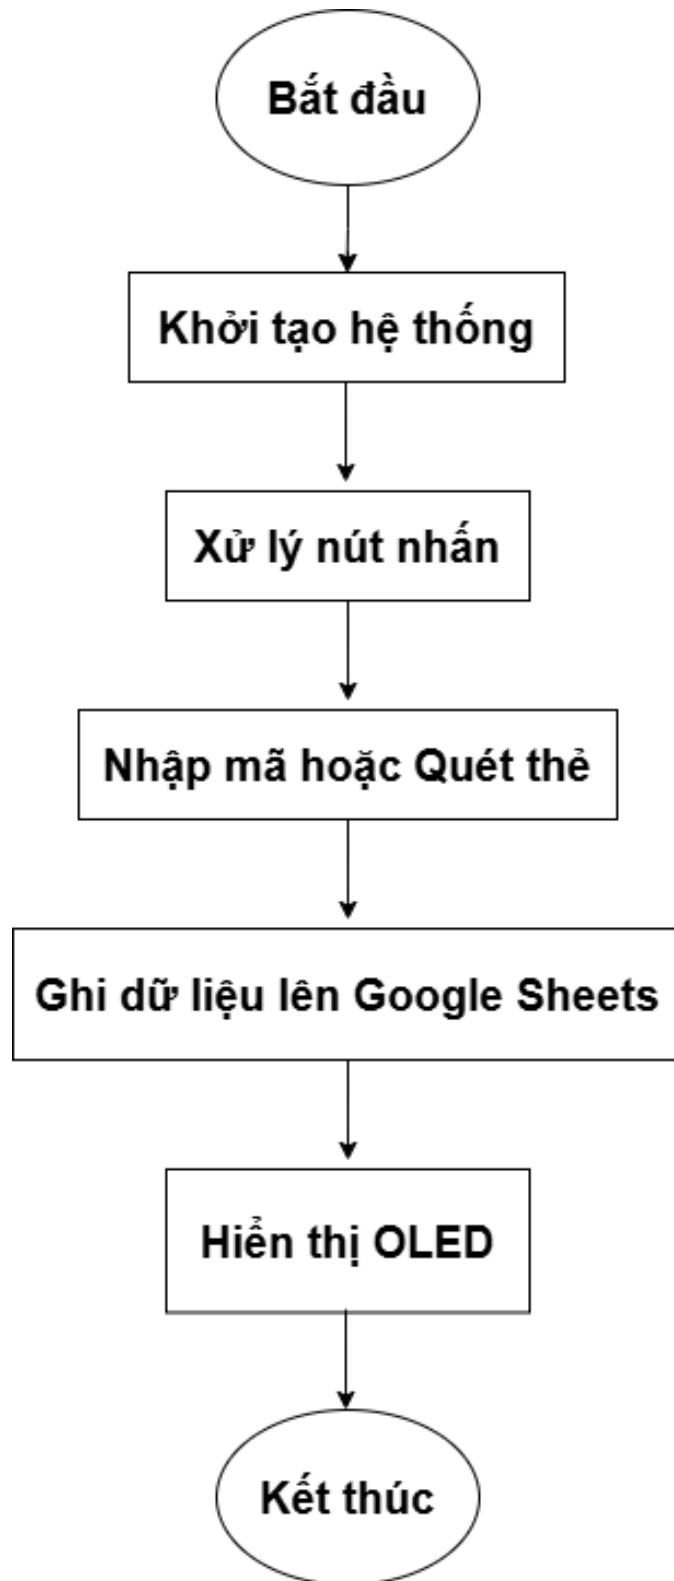 Bắt đầu
Khởi tạo hệ thống
Xử lý nút nhấn
Nhập mã hoặc Quét thẻ
Ghi dữ liệu lên Google Sheets
Hiển thị OLED
Kết thúc